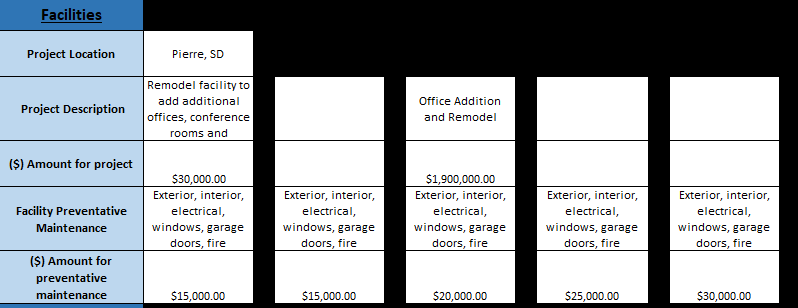 Facilities
Project Location
Pierre, SD
Project Description
Remodel facility to
add additional
offices, conference
rooms and
Office Addition
and Remodel
($) Amount for project
$30,000.00
$1,900,000.00
Facility Preventative
Maintenance
Exterior, interior,
electrical,
windows, garage
doors, fire
Exterior, interior,
electrical,
windows, garage
doors, fire
Exterior, interior,
electrical,
windows, garage
doors, fire
Exterior, interior,
electrical,
windows, garage
doors, fire
Exterior, interior,
electrical,
windows, garage
doors, fire
($) Amount for
preventative
maintenance
$15,000.00
$15,000.00
$20,000.00
$25,000.00
$30,000.00